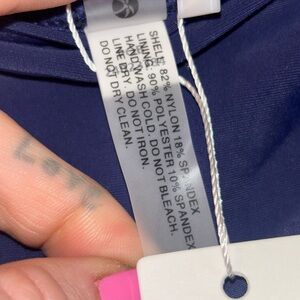 SHELL: 82% NYLON 18% SPANDEX
LINING: 90% POLYESTER 10% SPANDEX
HAND WASH COLD. DO NOT BLEACH.
LINE DRY. DO NOT IRON.
DO NOT DRY CLEAN.